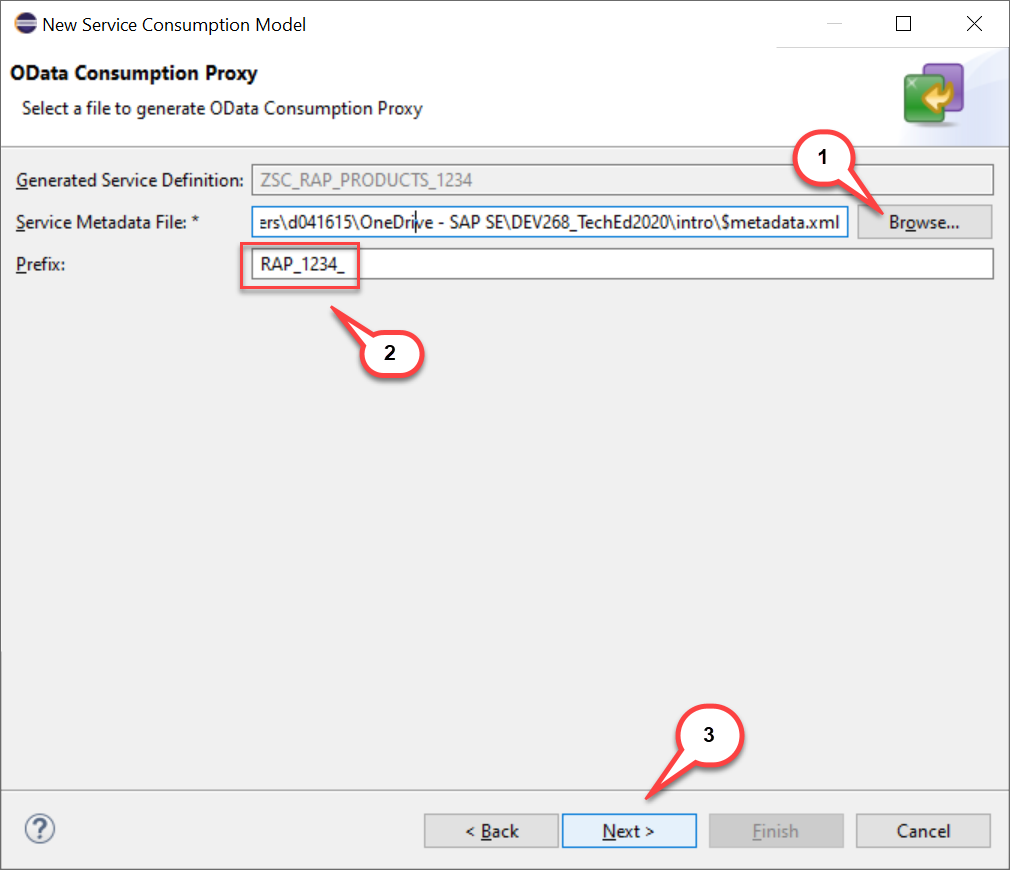 New Service Consumption Model
OData Consumption Proxy
Select a file to generate OData Consumption Proxy
1
Generated Service Definition: ZSC_RAP_PRODUCTS_1234
Service Metadata File: * ers\d041615\OneDrive - SAP SE\DEV268_TechEd2020\intro\$metadata.xml Browse...
Prefix: RAP_1234_
2
3
? < Back Next > Finish Cancel